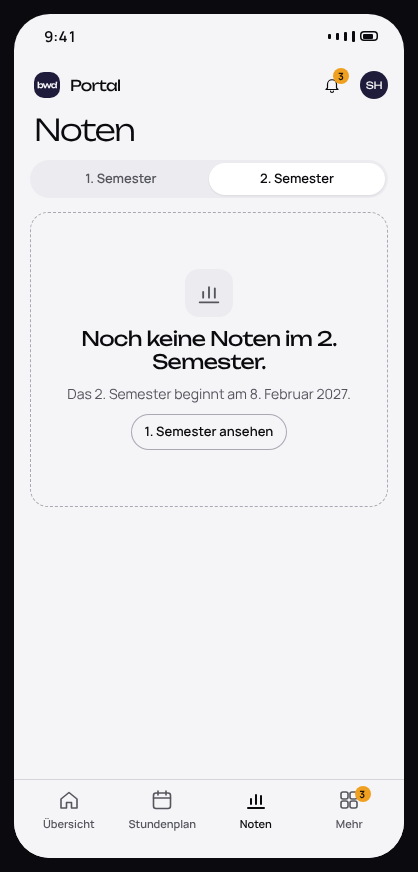 9:41
bwd Portal 3 SH
Noten
1. Semester 2. Semester
Noch keine Noten im 2.
Semester.
Das 2. Semester beginnt am 8. Februar 2027.
1. Semester ansehen
3
Übersicht Stundenplan Noten Mehr